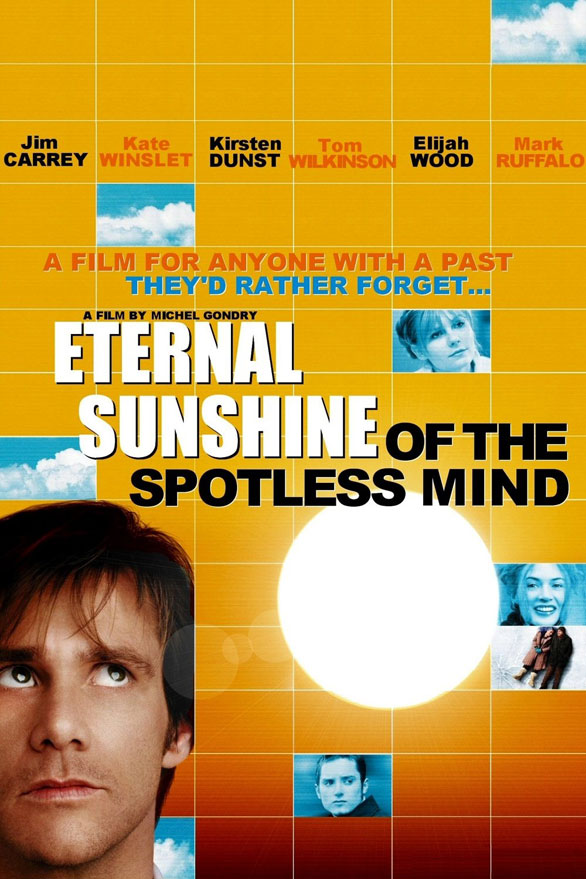 Jim CARREY
Kate WINSLET
Kirsten DUNST
Tom WILKINSON
Elijah WOOD
Mark RUFFALO
A FILM FOR ANYONE WITH A PAST
THEY'D RATHER FORGET...
A FILM BY MICHEL GONDRY
ETERNAL
SUNSHINE OF THE
SPOTLESS MIND